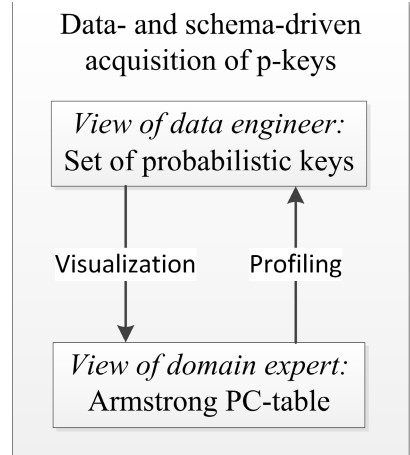 Data- and schema-driven
acquisition of p-keys
View of data engineer:
Set of probabilistic keys
Visualization Profiling
View of domain expert:
Armstrong PC-table